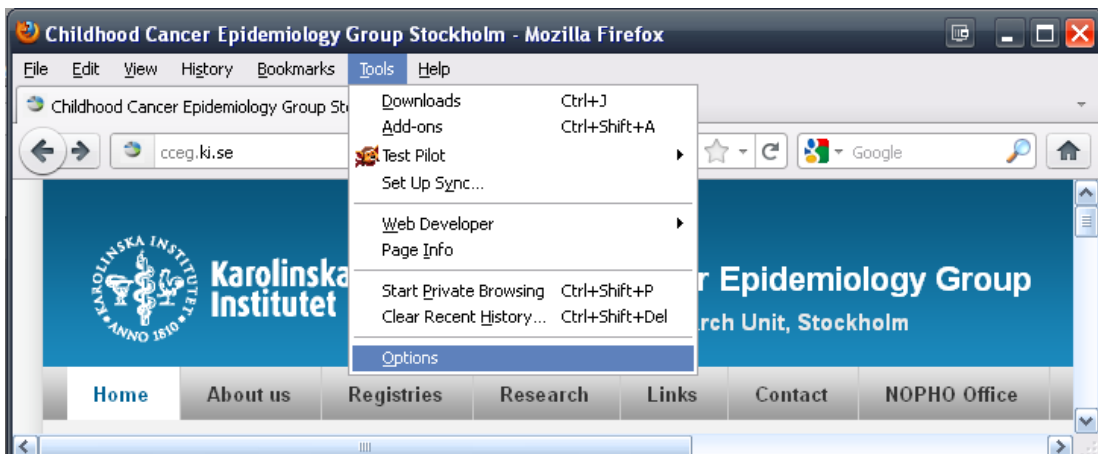 Childhood Cancer Epidemiology Group Stockholm - Mozilla Firefox
File Edit View History Bookmarks Tools Help
Childhood Cancer Epidemiology Group Sto
cceg.ki.se
Google
Downloads Ctrl+J
Add-ons Ctrl+Shift+A
Test Pilot
Set Up Sync...
Web Developer
Page Info
Start Private Browsing Ctrl+Shift+P
Clear Recent History... Ctrl+Shift+Del
Options
KAROLINSKA INSTITUTET
ANNO 1810
Karolinska
Institutet
r Epidemiology Group
rch Unit, Stockholm
Home About us Registries Research Links Contact NOPHO Office